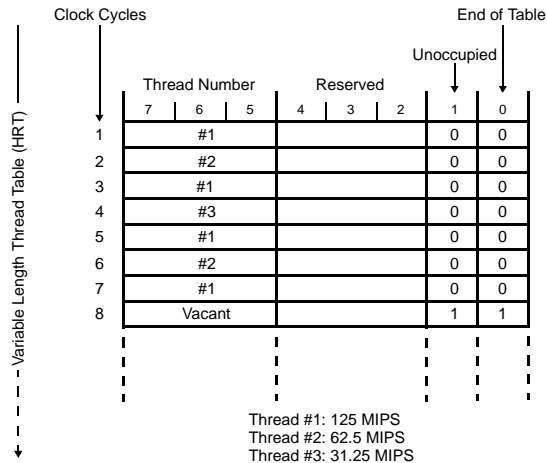 Clock Cycles
End of Table
Unoccupied
Thread Number Reserved
7 6 5 4 3 2 1 0
1 #1 0 0
2 #2 0 0
3 #1 0 0
4 #3 0 0
5 #1 0 0
6 #2 0 0
7 #1 0 0
8 Vacant 1 1
Variable Length Thread Table (HRT)
Thread #1: 125 MIPS
Thread #2: 62.5 MIPS
Thread #3: 31.25 MIPS